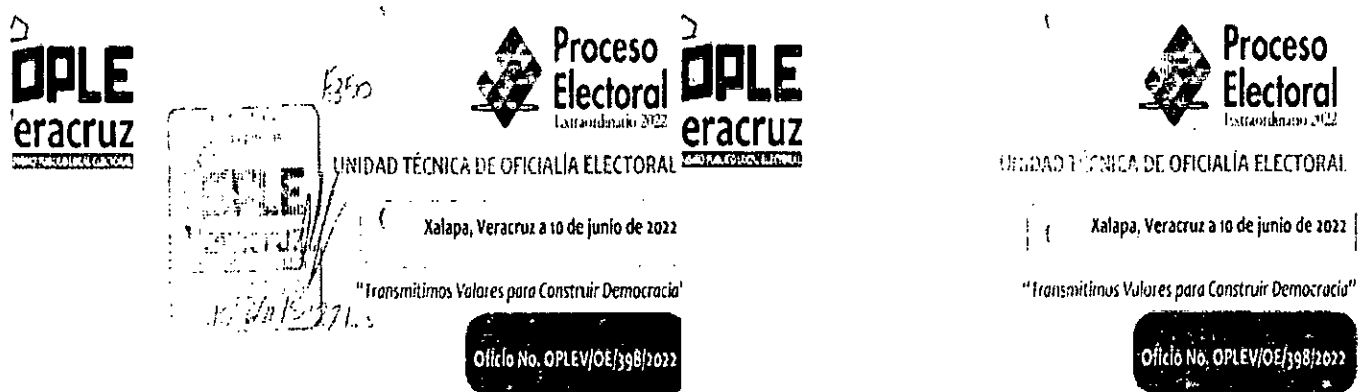 OPLE
eracruz
Proceso
Electoral
Extraordinario 2022
UNIDAD TÉCNICA DE OFICIALÍA ELECTORAL
Xalapa, Veracruz a 10 de junio de 2022
"Transmitimos Valores para Construir Democracia"
Oficio No. OPLEV/OE/398/2022
OPLE
eracruz
Proceso
Electoral
Extraordinario 2022
UNIDAD TÉCNICA DE OFICIALÍA ELECTORAL
Xalapa, Veracruz a 10 de junio de 2022
"Transmitimos Valores para Construir Democracia"
Oficio No. OPLEV/OE/398/2022